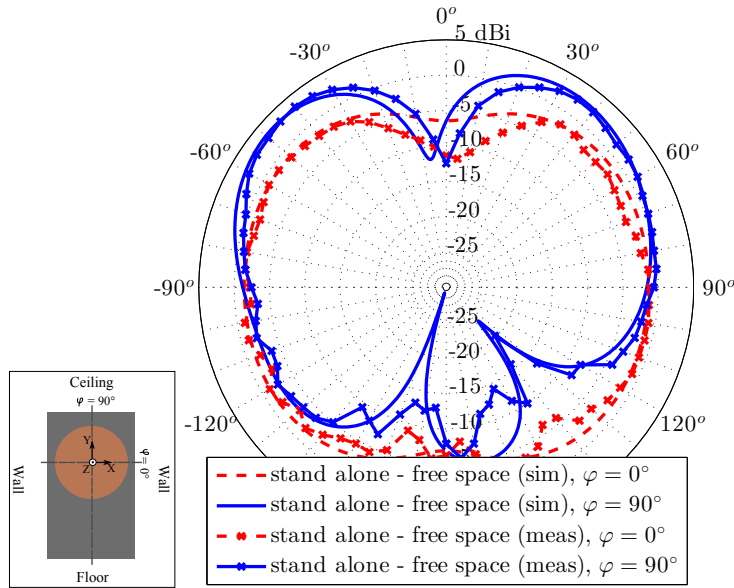 0°
5 dBi
-30°
30°
0
-5
-10
-60°
60°
-15
-20
-25
-90°
90°
-25
-20
-15
-10
-120°
120°
Ceiling
φ = 90°
Y
X
Z
φ = 0°
Wall
Wall
Floor
stand alone - free space (sim), φ = 0°
stand alone - free space (sim), φ = 90°
stand alone - free space (meas), φ = 0°
stand alone - free space (meas), φ = 90°